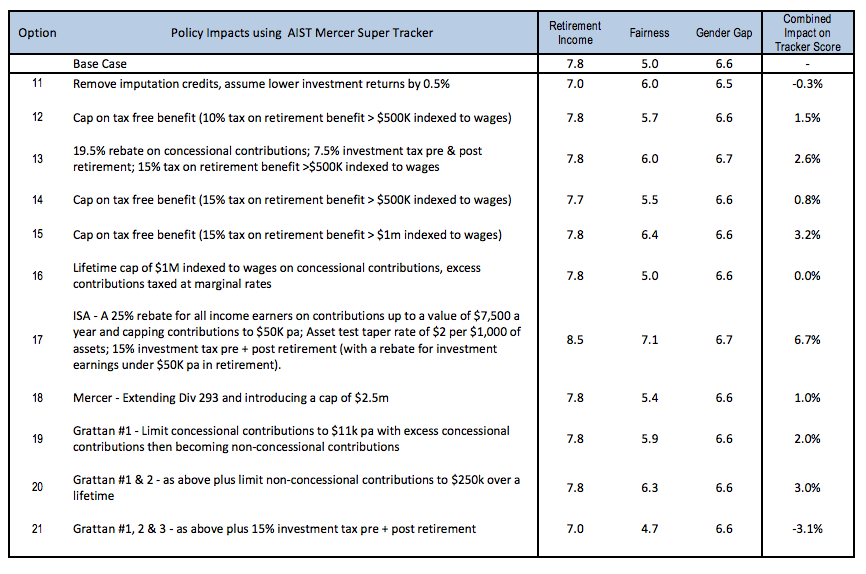 Option Policy Impacts using AIST Mercer Super Tracker Retirement Income Fairness Gender Gap Combined Impact on Tracker Score
Base Case 7.8 5.0 6.6 -
11 Remove imputation credits, assume lower investment returns by 0.5% 7.0 6.0 6.5 -0.3%
12 Cap on tax free benefit (10% tax on retirement benefit > $500K indexed to wages) 7.8 5.7 6.6 1.5%
13 19.5% rebate on concessional contributions; 7.5% investment tax pre & post
retirement; 15% tax on retirement benefit >$500K indexed to wages 7.8 6.0 6.7 2.6%
14 Cap on tax free benefit (15% tax on retirement benefit > $500K indexed to wages) 7.7 5.5 6.6 0.8%
15 Cap on tax free benefit (15% tax on retirement benefit > $1m indexed to wages) 7.8 6.4 6.6 3.2%
16 Lifetime cap of $1M indexed to wages on concessional contributions, excess
contributions taxed at marginal rates 7.8 5.0 6.6 0.0%
17 ISA - A 25% rebate for all income earners on contributions up to a value of $7,500 a
year and capping contributions to $50K pa; Asset test taper rate of $2 per $1,000 of
assets; 15% investment tax pre + post retirement (with a rebate for investment
earnings under $50K pa in retirement). 8.5 7.1 6.7 6.7%
18 Mercer - Extending Div 293 and introducing a cap of $2.5m 7.8 5.4 6.6 1.0%
19 Grattan #1 - Limit concessional contributions to $11k pa with excess concessional
contributions then becoming non-concessional contributions 7.8 5.9 6.6 2.0%
20 Grattan #1 & 2 - as above plus limit non-concessional contributions to $250k over a
lifetime 7.8 6.3 6.6 3.0%
21 Grattan #1, 2 & 3 - as above plus 15% investment tax pre + post retirement 7.0 4.7 6.6 -3.1%